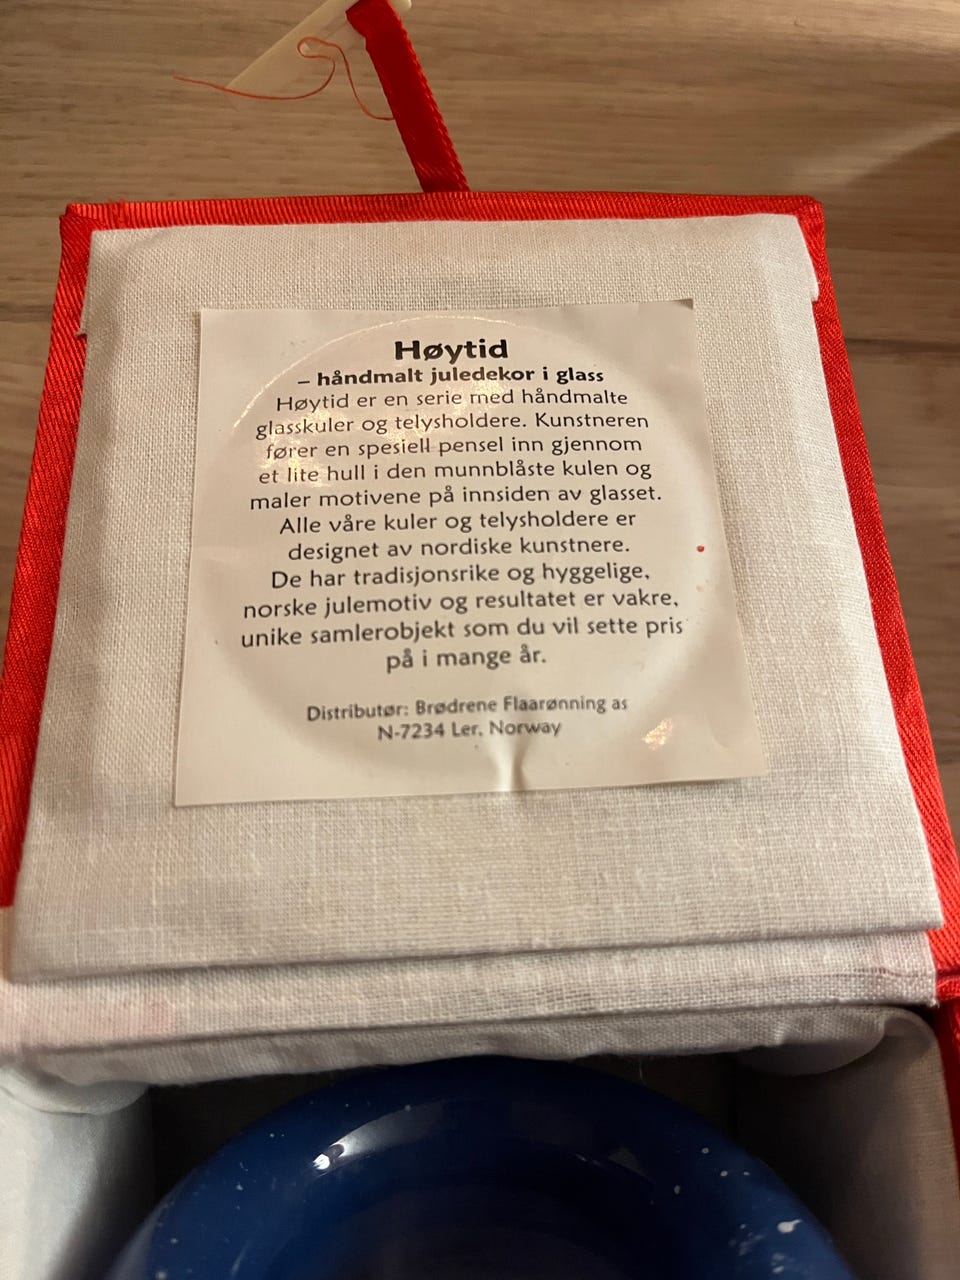 Høytid
– håndmalt juledekor i glass
Høytid er en serie med håndmalte
glasskuler og telysholdere. Kunstneren
fører en spesiell pensel inn gjennom
et lite hull i den munnblåste kulen og
maler motivene på innsiden av glasset.
Alle våre kuler og telysholdere er
designet av nordiske kunstnere.
De har tradisjonsrike og hyggelige,
norske julemotiv og resultatet er vakre,
unike samlerobjekt som du vil sette pris
på i mange år.
Distributør: Brødrene Flaarønning as
N-7234 Ler, Norway